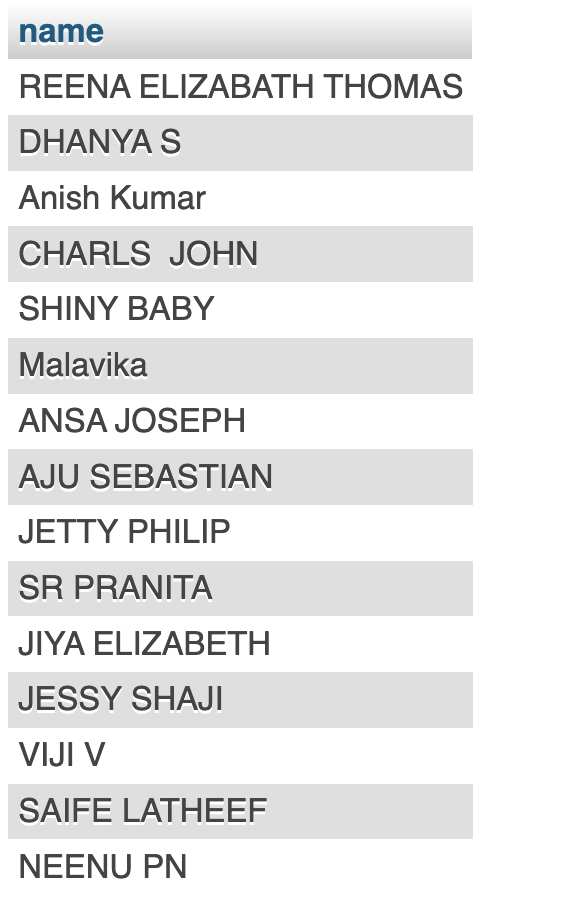 name
REENA ELIZABATH THOMAS
DHANYA S
Anish Kumar
CHARLS  JOHN
SHINY BABY
Malavika
ANSA JOSEPH
AJU SEBASTIAN
JETTY PHILIP
SR PRANITA
JIYA ELIZABETH
JESSY SHAJI
VIJI V
SAIFE LATHEEF
NEENU PN